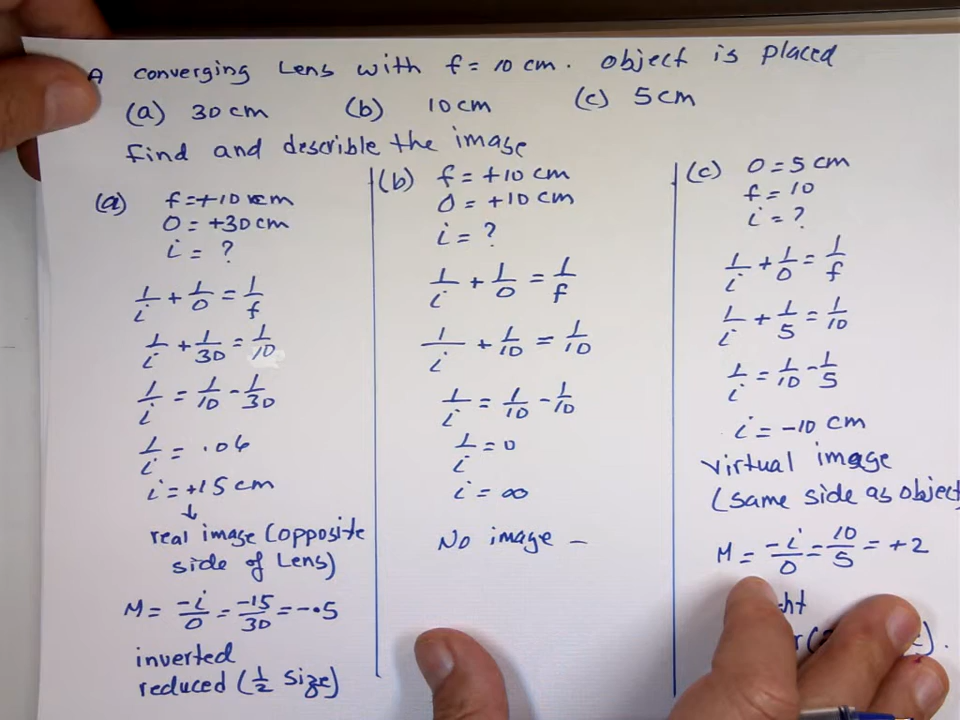 A converging Lens with f = 10 cm. object is placed
(a) 30 cm (b) 10 cm (c) 5 cm
find and describle the image
(a) f = +10 cm
O = +30 cm
i = ?
1/i + 1/O = 1/f
1/i + 1/30 = 1/10
1/i = 1/10 - 1/30
1/i = .06
i = +15 cm
↓
real image (opposite
side of Lens)
M = -i/O = -15/30 = -.5
inverted
reduced (1/2 size)
(b) f = +10 cm
O = +10 cm
i = ?
1/i + 1/O = 1/f
1/i + 1/10 = 1/10
1/i = 1/10 - 1/10
1/i = 0
i = ∞
No image -
(c) O = 5 cm
f = 10
i = ?
1/i + 1/O = 1/f
1/i + 1/5 = 1/10
1/i = 1/10 - 1/5
i = -10 cm
virtual image
(same side as object
M = -i/O = 10/5 = +2